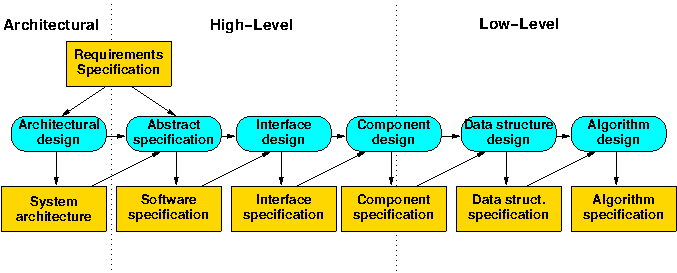 Architectural
High-Level
Low-Level
Requirements
Specification
Architectural
design
Abstract
specification
Interface
design
Component
design
Data structure
design
Algorithm
design
System
architecture
Software
specification
Interface
specification
Component
specification
Data struct.
specification
Algorithm
specification